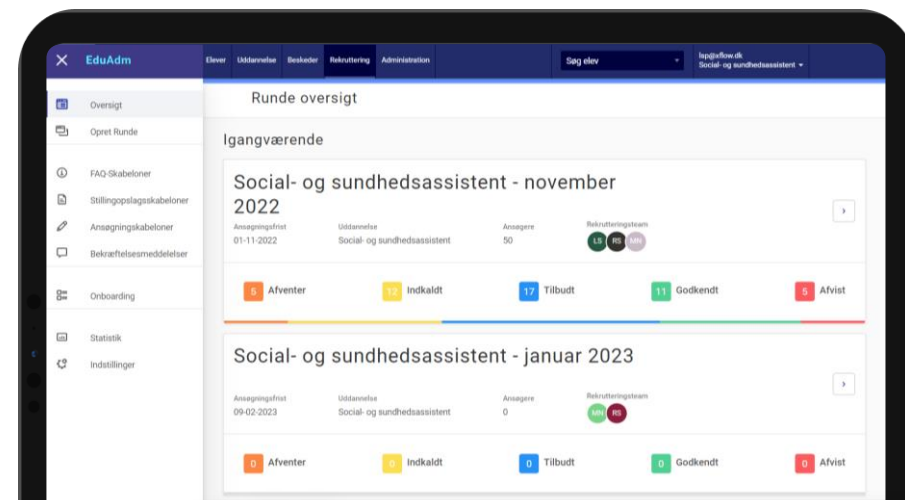 EduAdm
Elever Uddannelse Beskeder Rekruttering Administration
Søg elev
lsp@xflow.dk
Social- og sundhedsassistent
Oversigt
Opret Runde
FAQ-Skabeloner
Stillingopslagsskabeloner
Ansøgningskabeloner
Bekræftelsesmeddelelser
Onboarding
Statistik
Indstillinger
Runde oversigt
Igangværende
Social- og sundhedsassistent - november
2022
Ansøgningsfrist Uddannelse Ansøgere Rekrutteringsteam
01-11-2022 Social- og sundhedsassistent 50 LS RS MN
5 Afventer 12 Indkaldt 17 Tilbudt 11 Godkendt 5 Afvist
Social- og sundhedsassistent - januar 2023
Ansøgningsfrist Uddannelse Ansøgere Rekrutteringsteam
09-02-2023 Social- og sundhedsassistent 0 MN RS
0 Afventer 0 Indkaldt 0 Tilbudt 0 Godkendt 0 Afvist